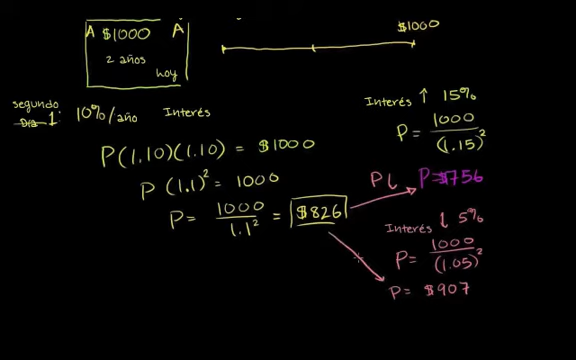 A $1000 A
2 años
hoy
$1000
segundo
Día 1: 10%/año Interés
P(1.10)(1.10) = $1000
P(1.1)² = 1000
P = 1000/1.1² = $826
Interés ↑ 15%
P = 1000/(1.15)²
P↓ P=$756
Interés ↓ 5%
P = 1000/(1.05)²
P = $907